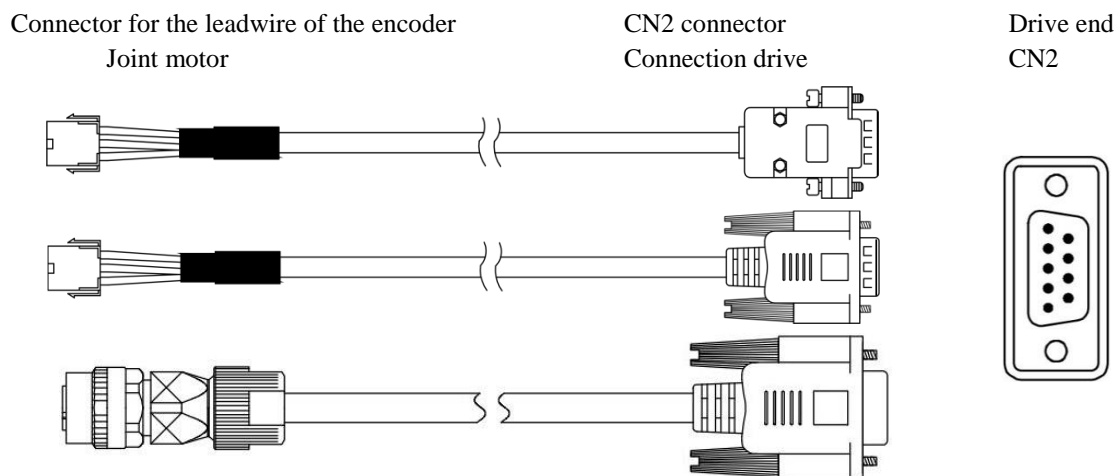 Connector for the leadwire of the encoder
Joint motor
CN2 connector
Connection drive
Drive end
CN2